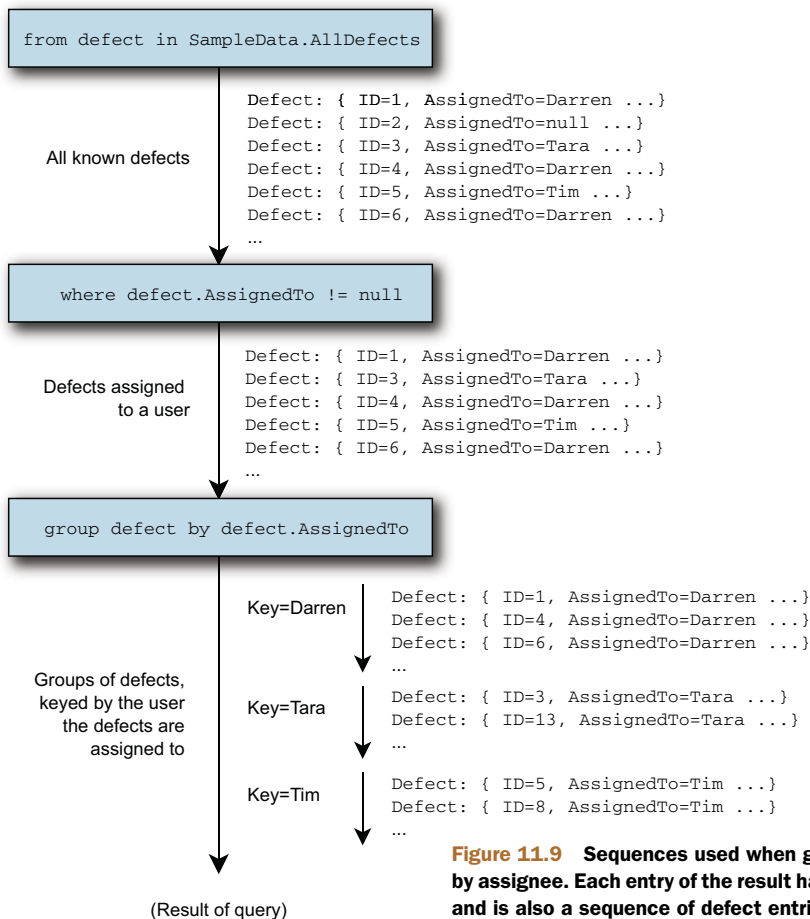 from defect in SampleData.AllDefects
All known defects
Defect: { ID=1, AssignedTo=Darren ...}
Defect: { ID=2, AssignedTo=null ...}
Defect: { ID=3, AssignedTo=Tara ...}
Defect: { ID=4, AssignedTo=Darren ...}
Defect: { ID=5, AssignedTo=Tim ...}
Defect: { ID=6, AssignedTo=Darren ...}
...
where defect.AssignedTo != null
Defects assigned
to a user
Defect: { ID=1, AssignedTo=Darren ...}
Defect: { ID=3, AssignedTo=Tara ...}
Defect: { ID=4, AssignedTo=Darren ...}
Defect: { ID=5, AssignedTo=Tim ...}
Defect: { ID=6, AssignedTo=Darren ...}
...
group defect by defect.AssignedTo
Groups of defects,
keyed by the user
the defects are
assigned to
Key=Darren
Defect: { ID=1, AssignedTo=Darren ...}
Defect: { ID=4, AssignedTo=Darren ...}
Defect: { ID=6, AssignedTo=Darren ...}
...
Key=Tara
Defect: { ID=3, AssignedTo=Tara ...}
Defect: { ID=13, AssignedTo=Tara ...}
...
Key=Tim
Defect: { ID=5, AssignedTo=Tim ...}
Defect: { ID=8, AssignedTo=Tim ...}
...
(Result of query)
Figure 11.9 Sequences used when
by assignee. Each entry of the result
and is also a sequence of defect